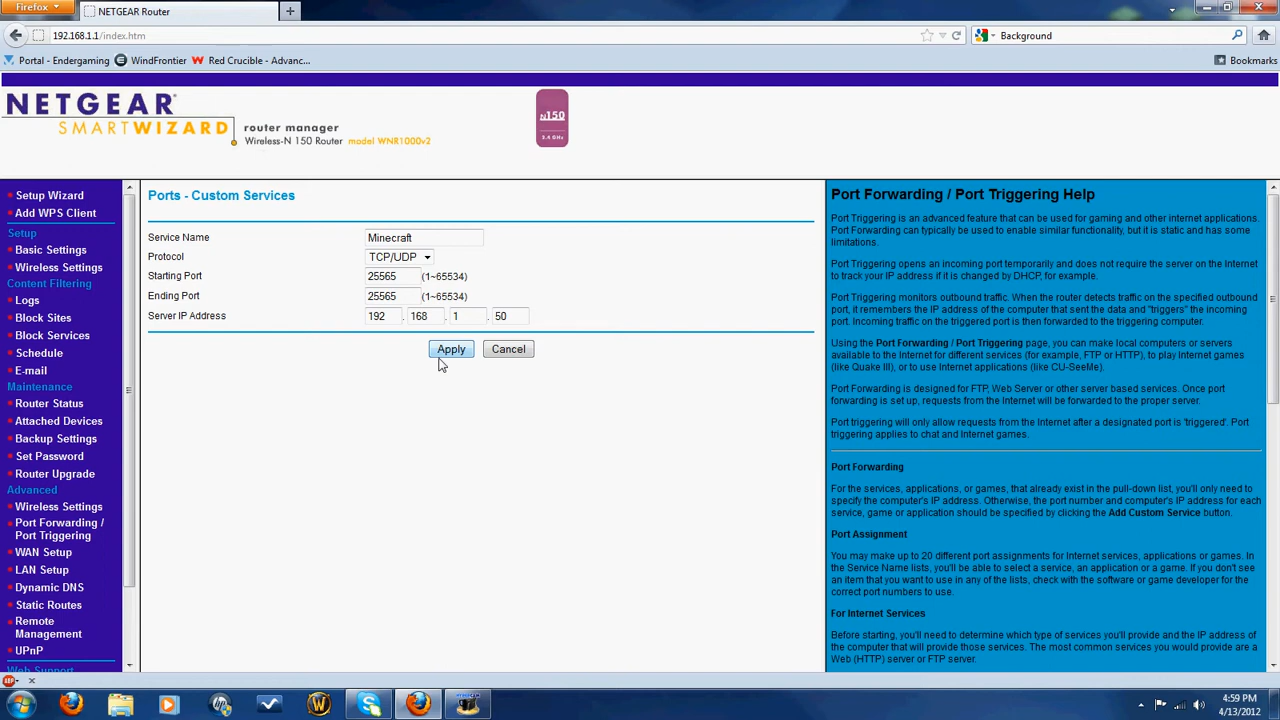 Firefox
NETGEAR Router
192.168.1.1/index.htm
Background
Portal - Endergaming
WindFrontier
Red Crucible - Advanc...
Bookmarks
NETGEAR
SMARTWIZARD
router manager
Wireless-N 150 Router model WNR1000v2
N150
2.4 GHz
Setup Wizard
Add WPS Client
Setup
Basic Settings
Wireless Settings
Content Filtering
Logs
Block Sites
Block Services
Schedule
E-mail
Maintenance
Router Status
Attached Devices
Backup Settings
Set Password
Router Upgrade
Advanced
Wireless Settings
Port Forwarding /
Port Triggering
WAN Setup
LAN Setup
Dynamic DNS
Static Routes
Remote
Management
UPnP
Web Support
Ports - Custom Services
Service Name Minecraft
Protocol TCP/UDP
Starting Port 25565 (1~65534)
Ending Port 25565 (1~65534)
Server IP Address 192 . 168 . 1 . 50
Apply Cancel
Port Forwarding / Port Triggering Help
Port Triggering is an advanced feature that can be used for gaming and other internet applications.
Port Forwarding can typically be used to enable similar functionality, but it is static and has some
limitations.
Port Triggering opens an incoming port temporarily and does not require the server on the Internet
to track your IP address if it is changed by DHCP, for example.
Port Triggering monitors outbound traffic. When the router detects traffic on the specified outbound
port, it remembers the IP address of the computer that sent the data and "triggers" the incoming
port. Incoming traffic on the triggered port is then forwarded to the triggering computer.
Using the Port Forwarding / Port Triggering page, you can make local computers or servers
available to the Internet for different services (for example, FTP or HTTP), to play Internet games
(like Quake III), or to use Internet applications (like CU-SeeMe).
Port Forwarding is designed for FTP, Web Server or other server based services. Once port
forwarding is set up, requests from the Internet will be forwarded to the proper server.
Port triggering will only allow requests from the Internet after a designated port is 'triggered'. Port
triggering applies to chat and Internet games.
Port Forwarding
For the services, applications, or games, that already exist in the pull-down list, you'll only need to
specify the computer's IP address. Otherwise, the port number and computer's IP address for each
service, game or application should be specified by clicking the Add Custom Service button.
Port Assignment
You may make up to 20 different port assignments for Internet services, applications or games. In
the Service Name lists, you'll be able to select a service, an application or a game. If you don't see
an item that you want to use in any of the lists, check with the software or game developer for the
correct port numbers to use.
For Internet Services
Before starting, you'll need to determine which type of services you'll provide and the IP address of
the computer that will provide those services. The most common services you would provide are a
Web (HTTP) server or FTP server.
ABP
4:59 PM
4/13/2012